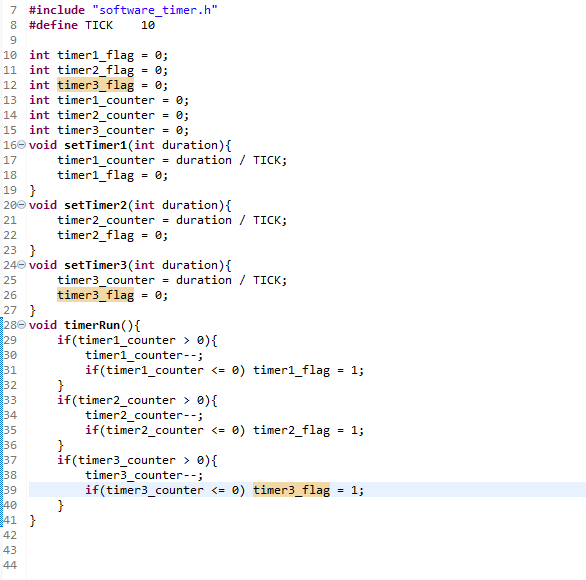 7 #include "software_timer.h"
8 #define TICK    10
9
10 int timer1_flag = 0;
11 int timer2_flag = 0;
12 int timer3_flag = 0;
13 int timer1_counter = 0;
14 int timer2_counter = 0;
15 int timer3_counter = 0;
16 void setTimer1(int duration){
17     timer1_counter = duration / TICK;
18     timer1_flag = 0;
19 }
20 void setTimer2(int duration){
21     timer2_counter = duration / TICK;
22     timer2_flag = 0;
23 }
24 void setTimer3(int duration){
25     timer3_counter = duration / TICK;
26     timer3_flag = 0;
27 }
28 void timerRun(){
29     if(timer1_counter > 0){
30         timer1_counter--;
31         if(timer1_counter <= 0) timer1_flag = 1;
32     }
33     if(timer2_counter > 0){
34         timer2_counter--;
35         if(timer2_counter <= 0) timer2_flag = 1;
36     }
37     if(timer3_counter > 0){
38         timer3_counter--;
39         if(timer3_counter <= 0) timer3_flag = 1;
40     }
41 }
42
43
44